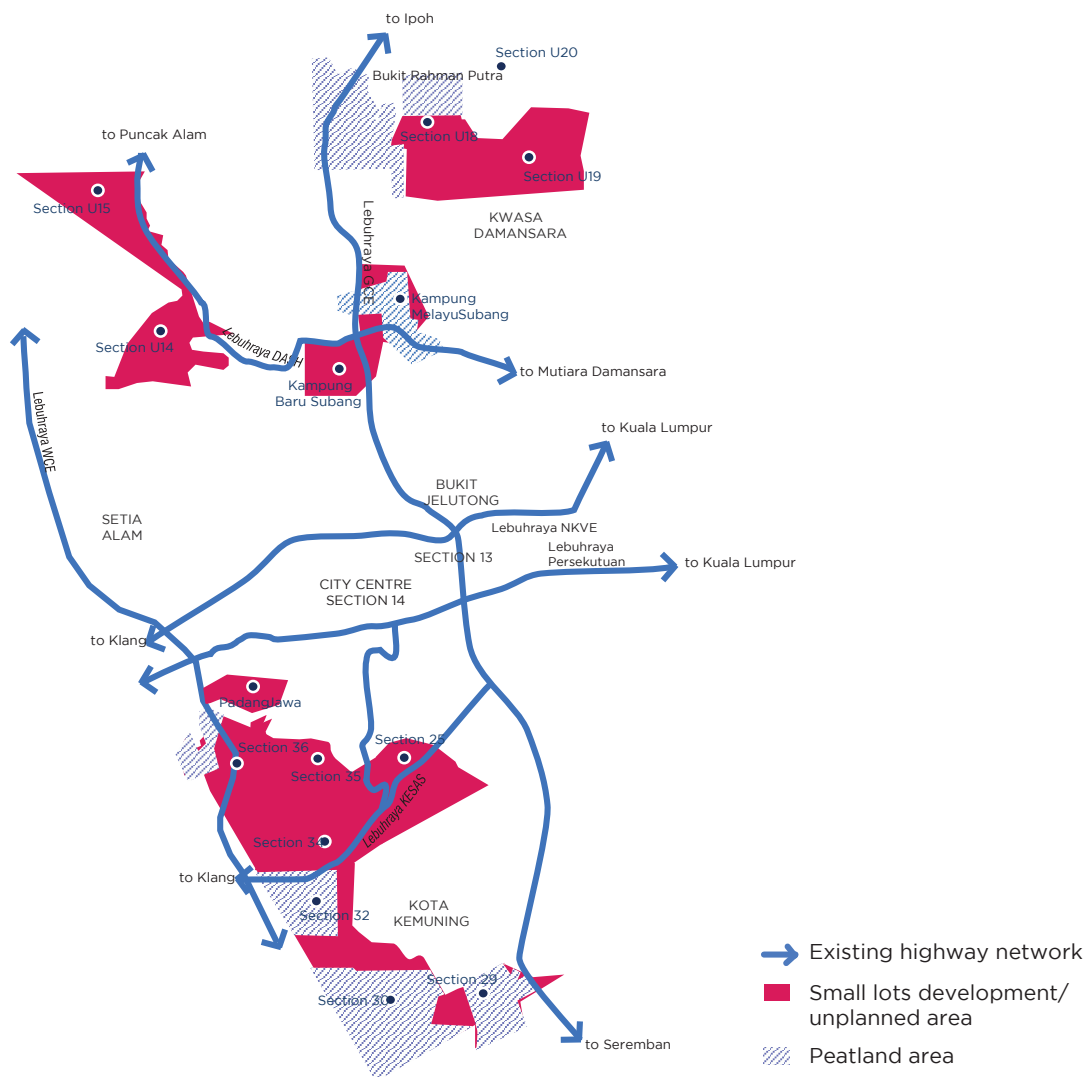 to Ipoh
Section U20
Bukit Rahman Putra
to Puncak Alam
Section U18
Section U19
Section U15
Lebuhraya GCE
KWASA
DAMANSARA
Kampung
MelayuSubang
Lebuhraya DASH
Section U14
to Mutiara Damansara
Kampung
Baru Subang
Lebuhraya WCE
to Kuala Lumpur
BUKIT
JELUTONG
SETIA
ALAM
Lebuhraya NKVE
SECTION 13
Lebuhraya
Persekutuan
to Kuala Lumpur
CITY CENTRE
SECTION 14
to Klang
PadangJawa
Section 36
Section 25
Section 35
Lebuhraya KESAS
Section 34
to Klang
Section 32
KOTA
KEMUNING
Section 29
Section 30
to Seremban
Existing highway network
Small lots development/
unplanned area
Peatland area